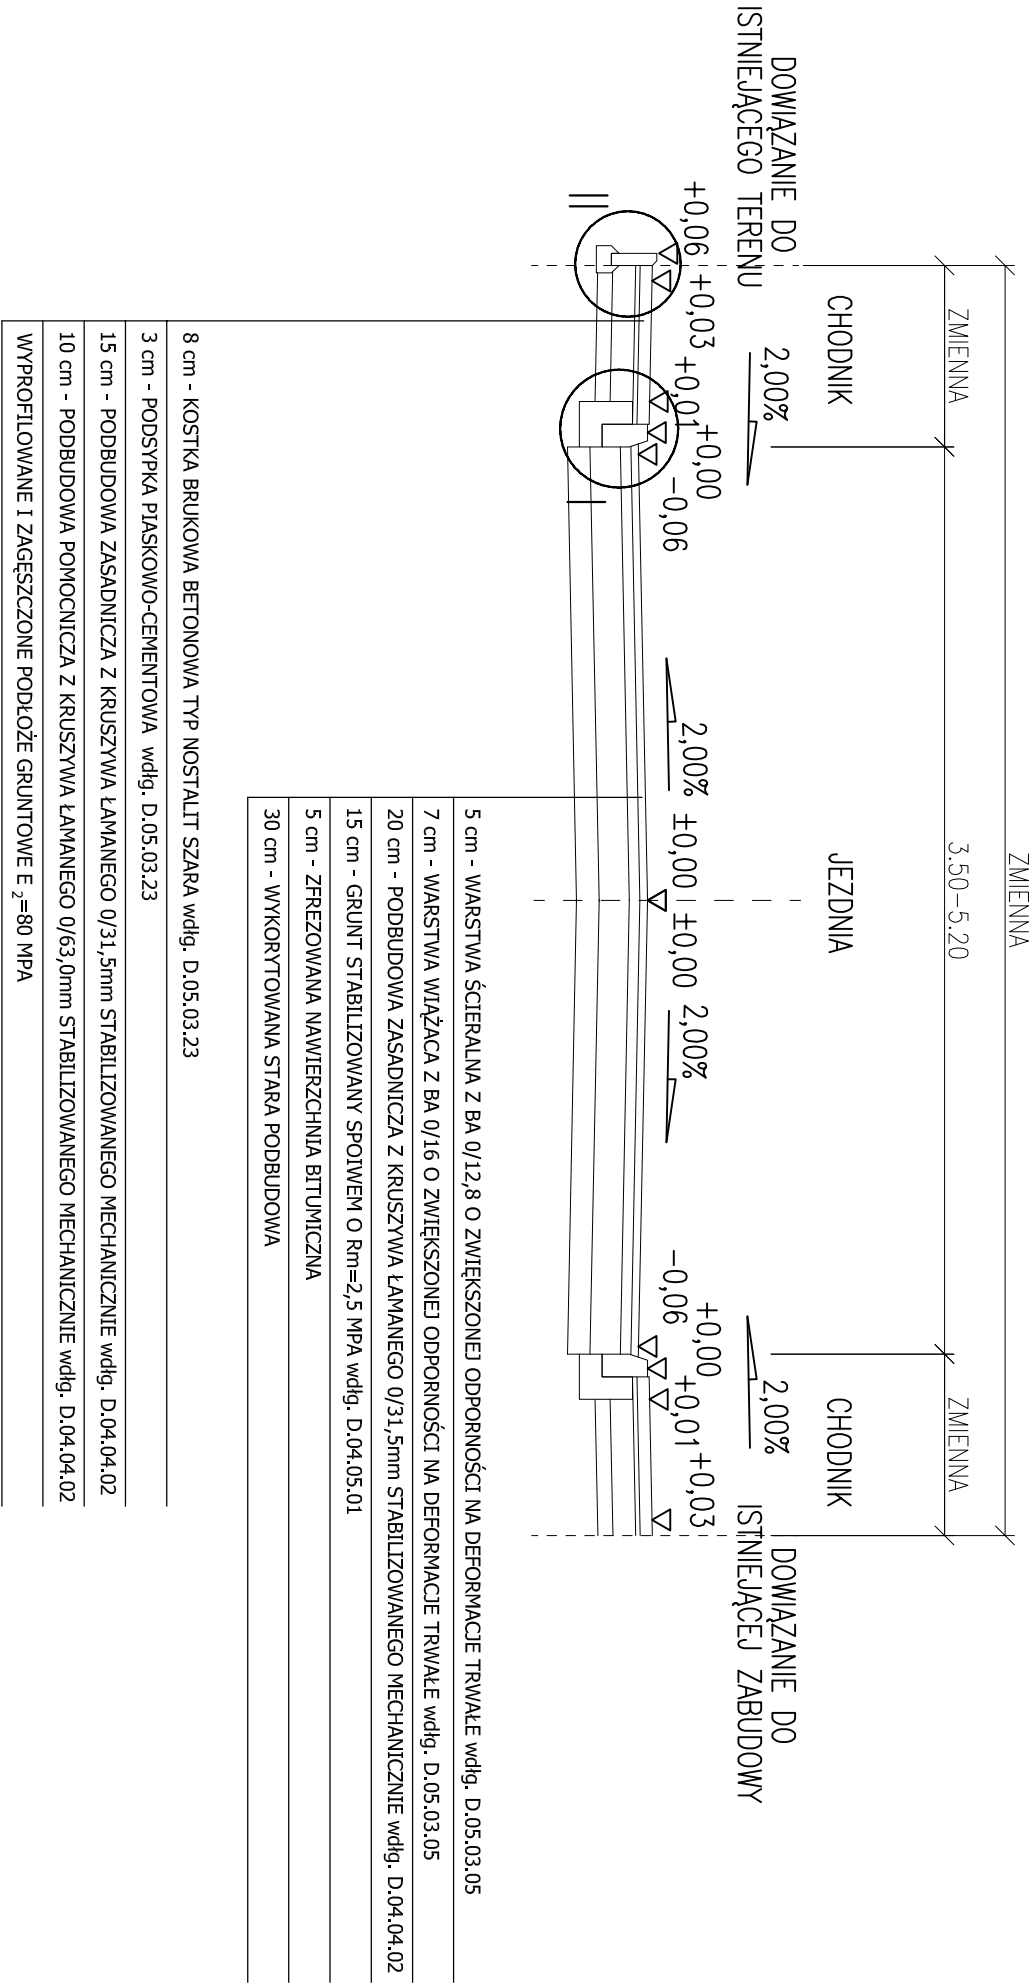 ZMIENNA
ZMIENNA
3.50-5.20
ZMIENNA
CHODNIK
JEZDNIA
CHODNIK
DOWIĄZANIE DO
ISTNIEJĄCEGO TERENU
2,00%
2,00%
DOWIĄZANIE DO
ISTNIEJĄCEJ ZABUDOWY
+0,06
+0,03
+0,01
+0,00
-0,06
2,00%
±0,00
±0,00
2,00%
-0,06
+0,00
+0,01
+0,03
II
I
5 cm - WARSTWA ŚCIERALNA Z BA 0/12,8 O ZWIĘKSZONEJ ODPORNOŚCI NA DEFORMACJE TRWAŁE wdłg. D.05.03.05
7 cm - WARSTWA WIĄŻACA Z BA 0/16 O ZWIĘKSZONEJ ODPORNOŚCI NA DEFORMACJE TRWAŁE wdłg. D.05.03.05
20 cm - PODBUDOWA ZASADNICZA Z KRUSZYWA ŁAMANEGO 0/31,5mm STABILIZOWANEGO MECHANICZNIE wdłg. D.04.04.02
15 cm - GRUNT STABILIZOWANY SPOIWEM O Rm=2,5 MPA wdłg. D.04.05.01
5 cm - ZFREZOWANA NAWIERZCHNIA BITUMICZNA
30 cm - WYKORYTOWANA STARA PODBUDOWA
8 cm - KOSTKA BRUKOWA BETONOWA TYP NOSTALIT SZARA wdłg. D.05.03.23
3 cm - PODSYPKA PIASKOWO-CEMENTOWA wdłg. D.05.03.23
15 cm - PODBUDOWA ZASADNICZA Z KRUSZYWA ŁAMANEGO 0/31,5mm STABILIZOWANEGO MECHANICZNIE wdłg. D.04.04.02
10 cm - PODBUDOWA POMOCNICZA Z KRUSZYWA ŁAMANEGO 0/63,0mm STABILIZOWANEGO MECHANICZNIE wdłg. D.04.04.02
WYPROFILOWANE I ZAGĘSZCZONE PODŁOŻE GRUNTOWE E ₂=80 MPA